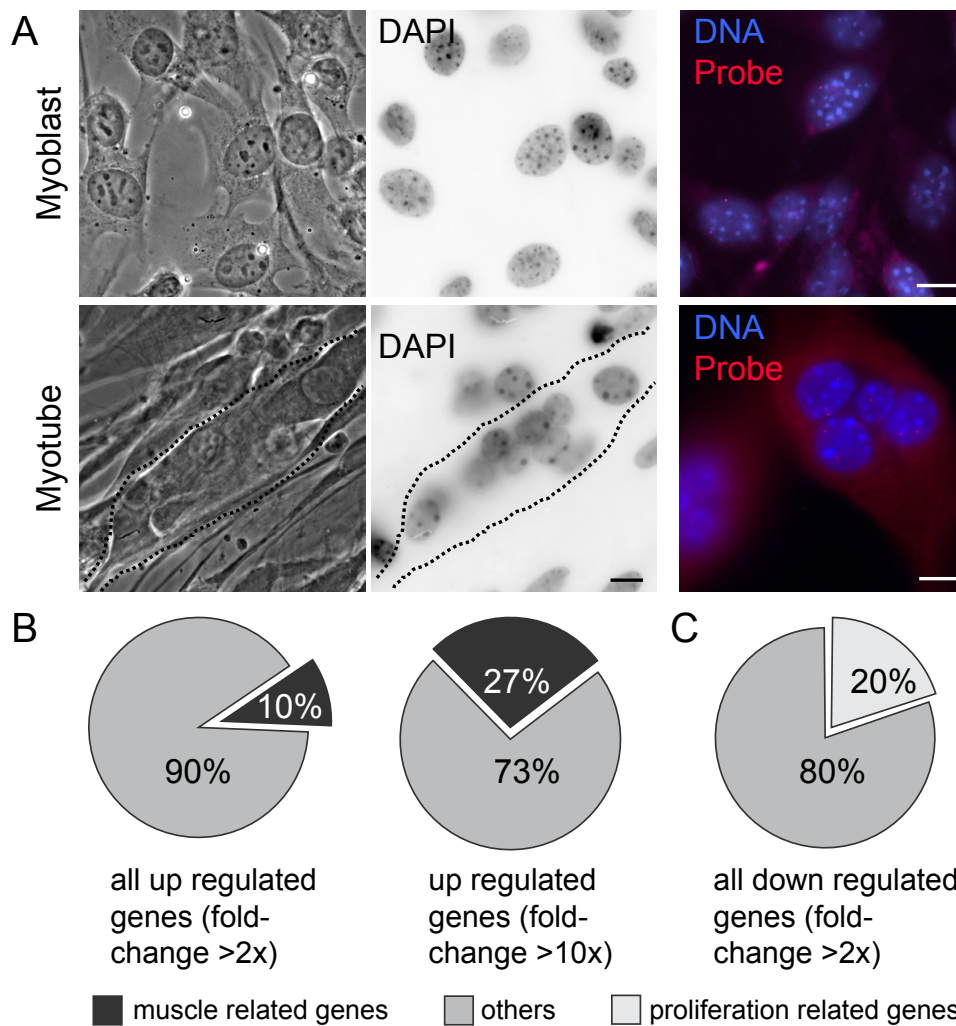 A
Myoblast
DAPI
DNA
Probe
Myotube
DAPI
DNA
Probe
B
10%
90%
27%
73%
C
20%
80%
all up regulated
genes (fold-
change >2x)
up regulated
genes (fold-
change >10x)
all down regulated
genes (fold-
change >2x)
muscle related genes
others
proliferation related genes